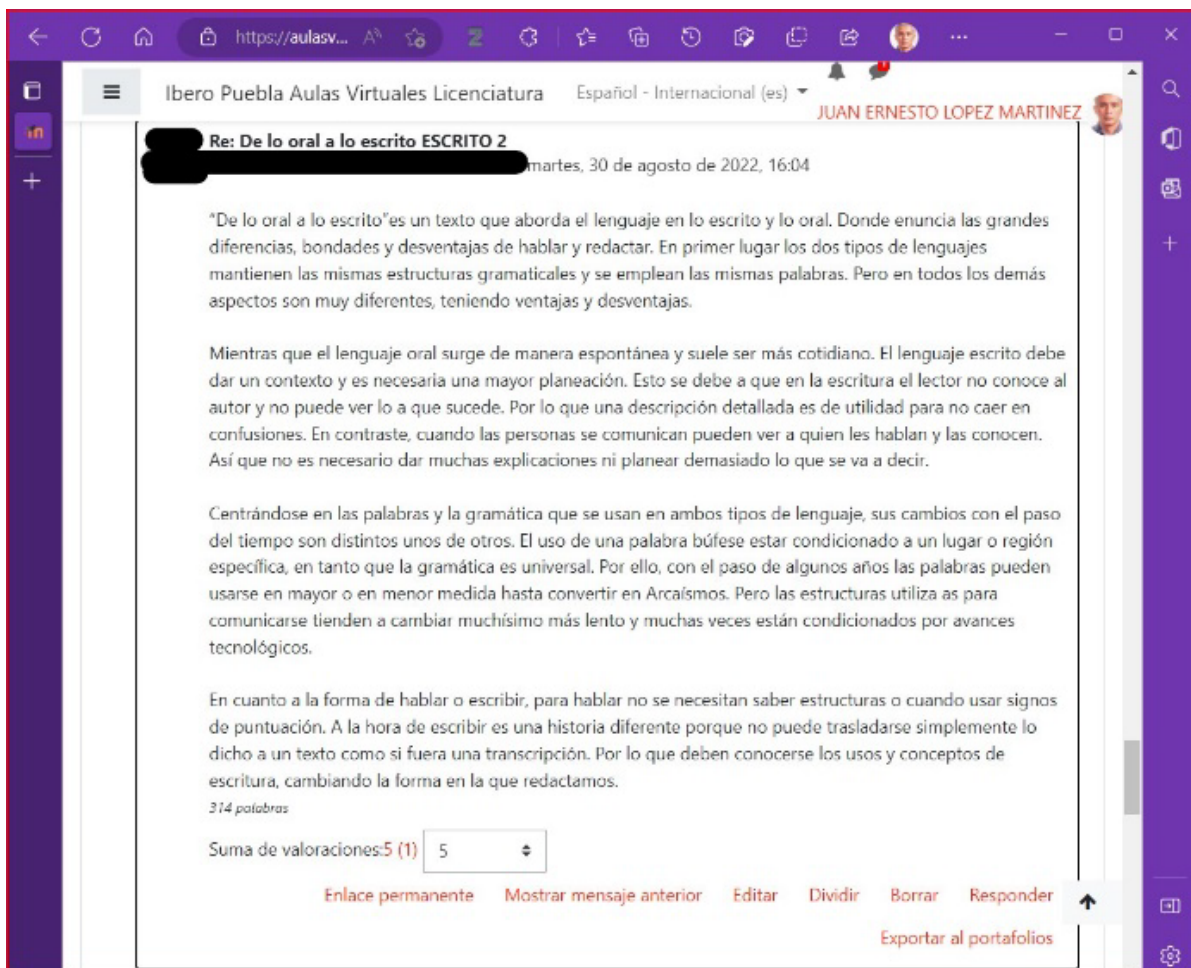 https://aulasv...
Ibero Puebla Aulas Virtuales Licenciatura Español - Internacional (es)
JUAN ERNESTO LOPEZ MARTINEZ
Re: De lo oral a lo escrito ESCRITO 2
martes, 30 de agosto de 2022, 16:04
"De lo oral a lo escrito"es un texto que aborda el lenguaje en lo escrito y lo oral. Donde enuncia las grandes
diferencias, bondades y desventajas de hablar y redactar. En primer lugar los dos tipos de lenguajes
mantienen las mismas estructuras gramaticales y se emplean las mismas palabras. Pero en todos los demás
aspectos son muy diferentes, teniendo ventajas y desventajas.
Mientras que el lenguaje oral surge de manera espontánea y suele ser más cotidiano. El lenguaje escrito debe
dar un contexto y es necesaria una mayor planeación. Esto se debe a que en la escritura el lector no conoce al
autor y no puede ver lo a que sucede. Por lo que una descripción detallada es de utilidad para no caer en
confusiones. En contraste, cuando las personas se comunican pueden ver a quien les hablan y las conocen.
Así que no es necesario dar muchas explicaciones ni planear demasiado lo que se va a decir.
Centrándose en las palabras y la gramática que se usan en ambos tipos de lenguaje, sus cambios con el paso
del tiempo son distintos unos de otros. El uso de una palabra búfese estar condicionado a un lugar o región
específica, en tanto que la gramática es universal. Por ello, con el paso de algunos años las palabras pueden
usarse en mayor o en menor medida hasta convertir en Arcaísmos. Pero las estructuras utiliza as para
comunicarse tienden a cambiar muchísimo más lento y muchas veces están condicionados por avances
tecnológicos.
En cuanto a la forma de hablar o escribir, para hablar no se necesitan saber estructuras o cuando usar signos
de puntuación. A la hora de escribir es una historia diferente porque no puede trasladarse simplemente lo
dicho a un texto como si fuera una transcripción. Por lo que deben conocerse los usos y conceptos de
escritura, cambiando la forma en la que redactamos.
314 palabras
Suma de valoraciones:5 (1) 5
Enlace permanente Mostrar mensaje anterior Editar Dividir Borrar Responder
Exportar al portafolios